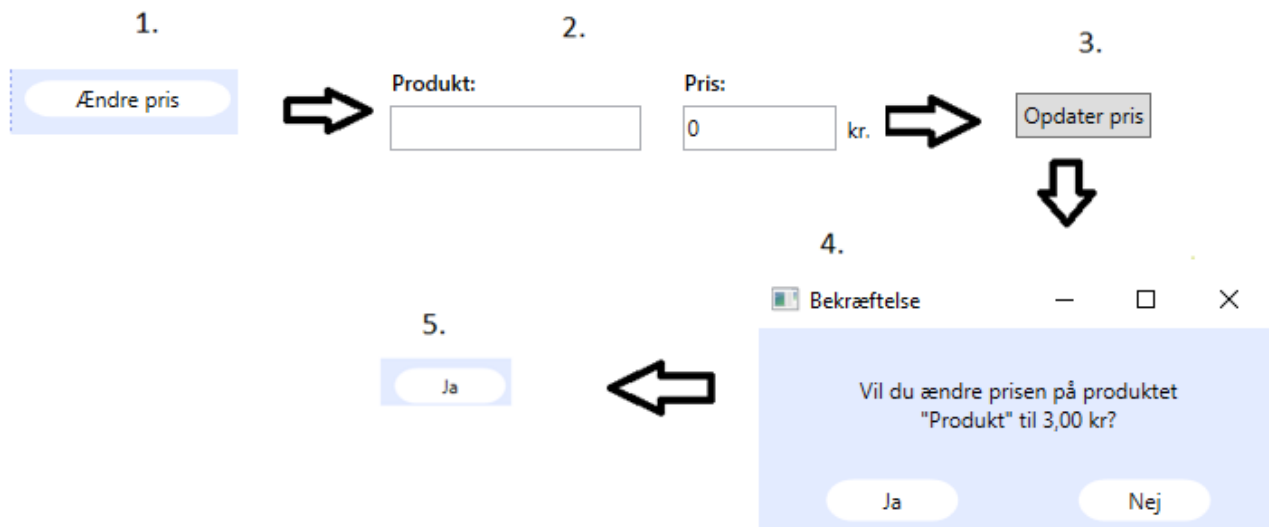 1.
Ændre pris
2.
Produkt:
Pris:
0
kr.
3.
Opdater pris
4.
Bekræftelse
Vil du ændre prisen på produktet
"Produkt" til 3,00 kr?
Ja
Nej
5.
Ja